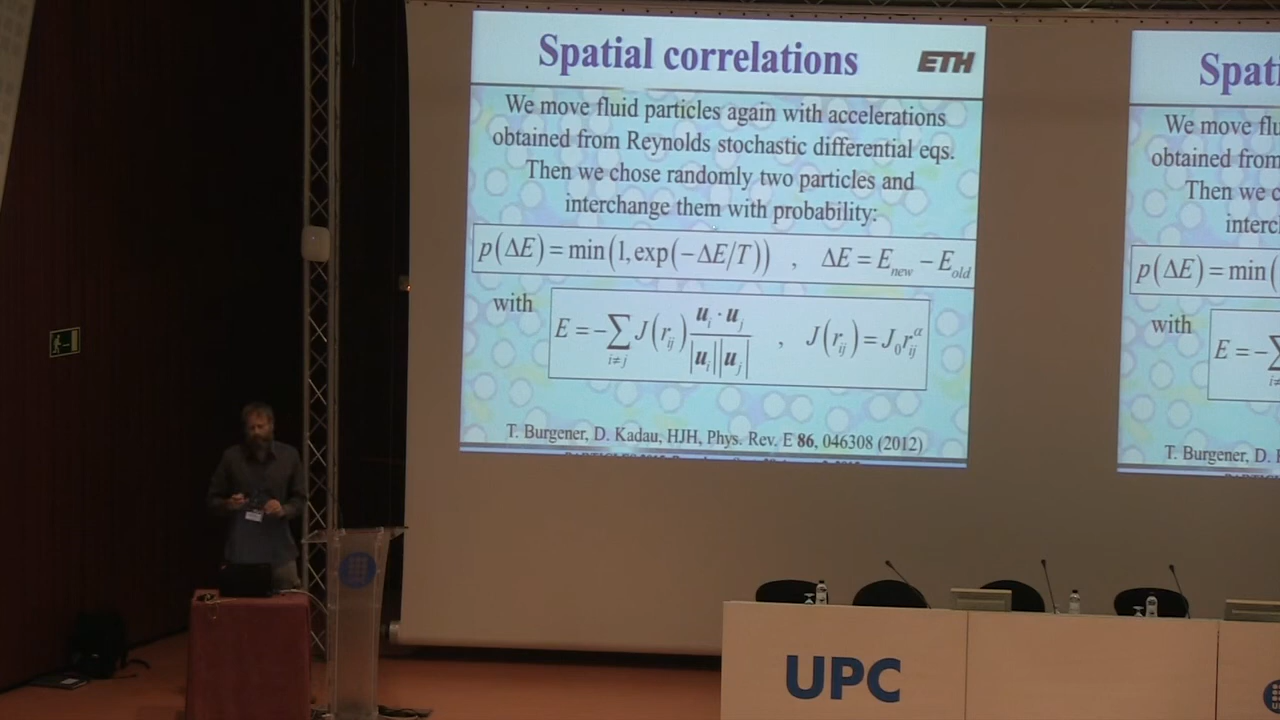 Spatial correlations
ETH
We move fluid particles again with accelerations
obtained from Reynolds stochastic differential eqs.
Then we chose randomly two particles and
interchange them with probability:
p(ΔE) = min(1, exp(−ΔE/T)) , ΔE = E_new − E_old
with
E = −∑_{i≠j} J(r_ij) (u_i · u_j)/(|u_i||u_j|) , J(r_ij) = J_0 r_ij^α
T. Burgener, D. Kadau, HJH, Phys. Rev. E 86, 046308 (2012)
Spati
We move flu
obtained from
Then we c
interc
p(ΔE) = min(
with
E = −∑
T. Burgener, D.
UPC